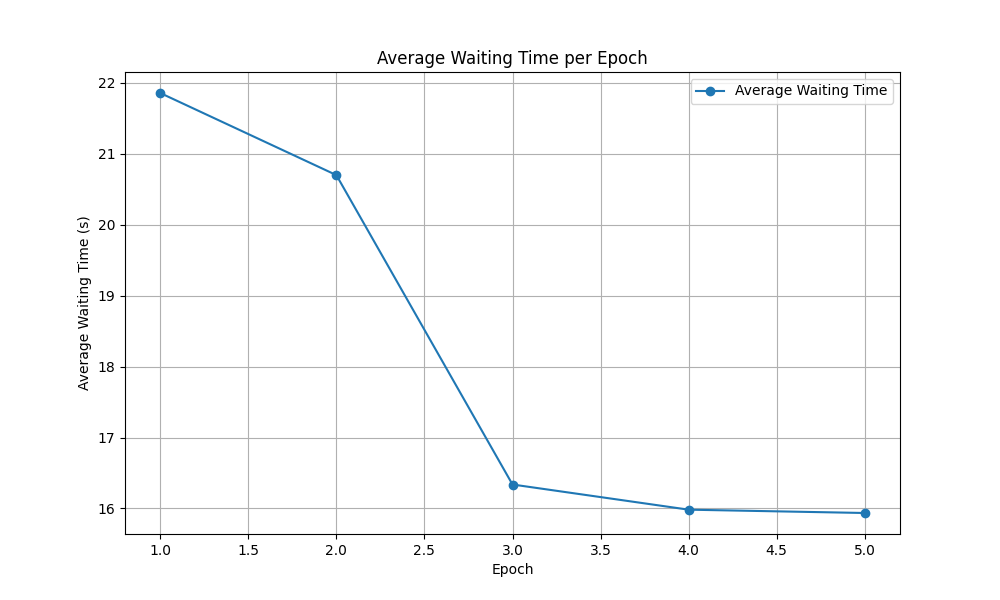 Average Waiting Time per Epoch
Average Waiting Time
22
21
20
19
18
17
16
Average Waiting Time (s)
1.0 1.5 2.0 2.5 3.0 3.5 4.0 4.5 5.0
Epoch